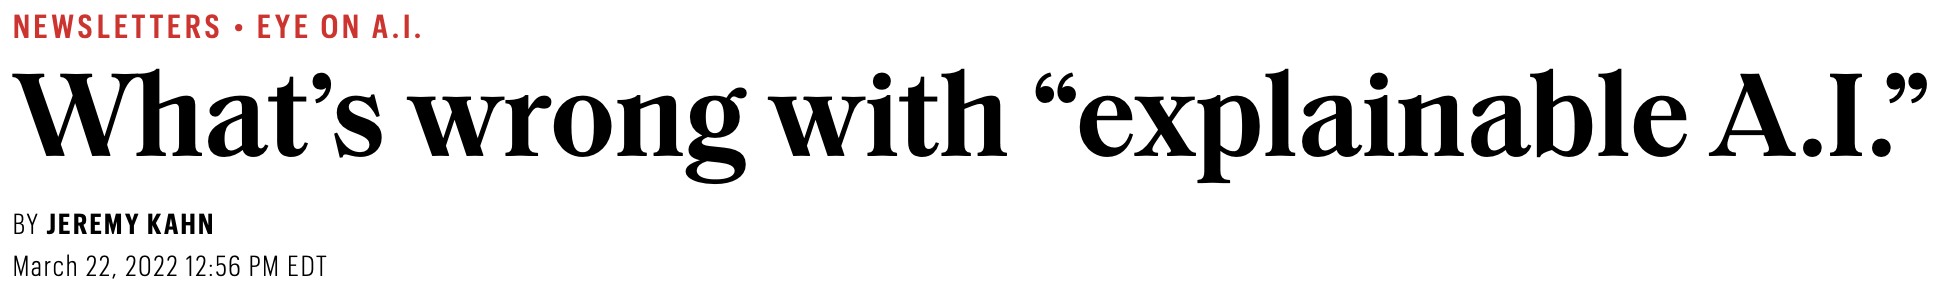 NEWSLETTERS • EYE ON A.I.
What’s wrong with “explainable A.I.”
BY JEREMY KAHN
March 22, 2022 12:56 PM EDT